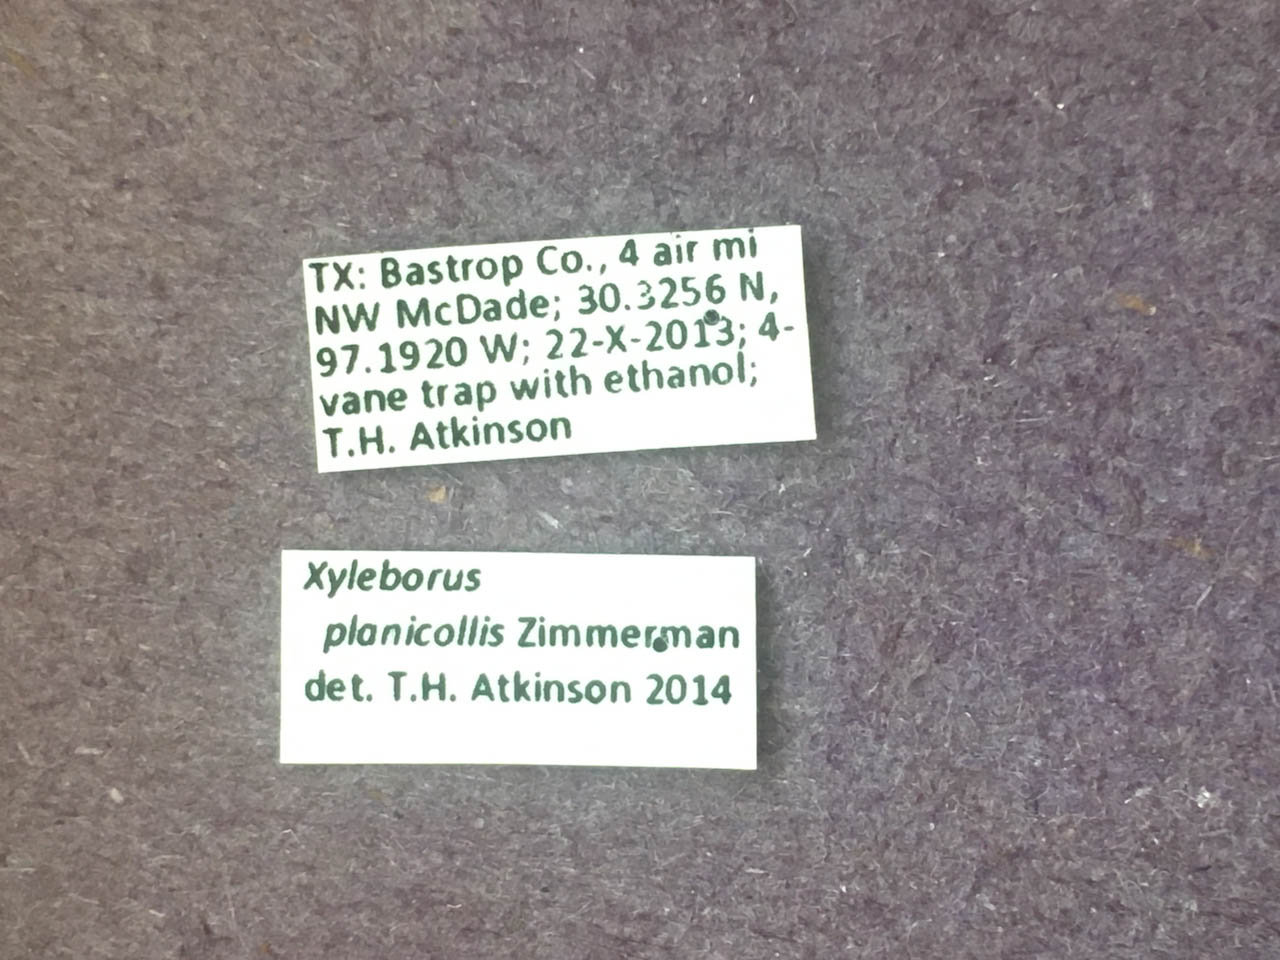 TX: Bastrop Co., 4 air mi
NW McDade; 30.3256 N,
97.1920 W; 22-X-2013; 4-
vane trap with ethanol;
T.H. Atkinson
Xyleborus
planicollis Zimmerman
det. T.H. Atkinson 2014